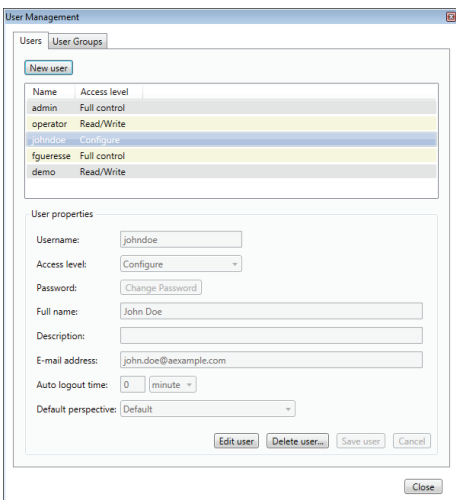 User Management
Users User Groups
New user
Name Access level
admin Full control
operator Read/Write
johndoe Configure
fgueresse Full control
demo Read/Write
User properties
Username: johndoe
Access level: Configure
Password: Change Password
Full name: John Doe
Description:
E-mail address: john.doe@aexample.com
Auto logout time: 0 minute
Default perspective: Default
Edit user Delete user... Save user Cancel
Close